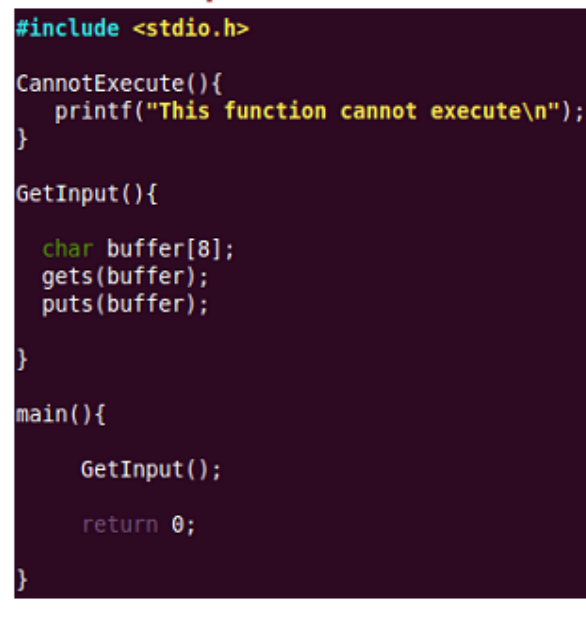 #include <stdio.h>
CannotExecute(){
printf("This function cannot execute\n");
}
GetInput(){
char buffer[8];
gets(buffer);
puts(buffer);
}
main(){
GetInput();
return 0;
}